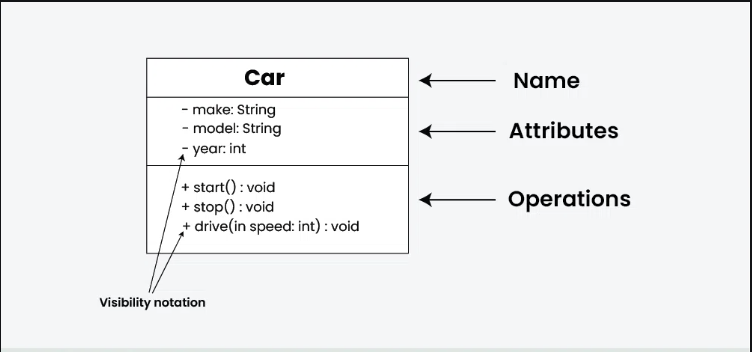 Car
Name
- make: String
- model: String
- year: int
Attributes
+ start() : void
+ stop() : void
+ drive(in speed: int) : void
Operations
Visibility notation